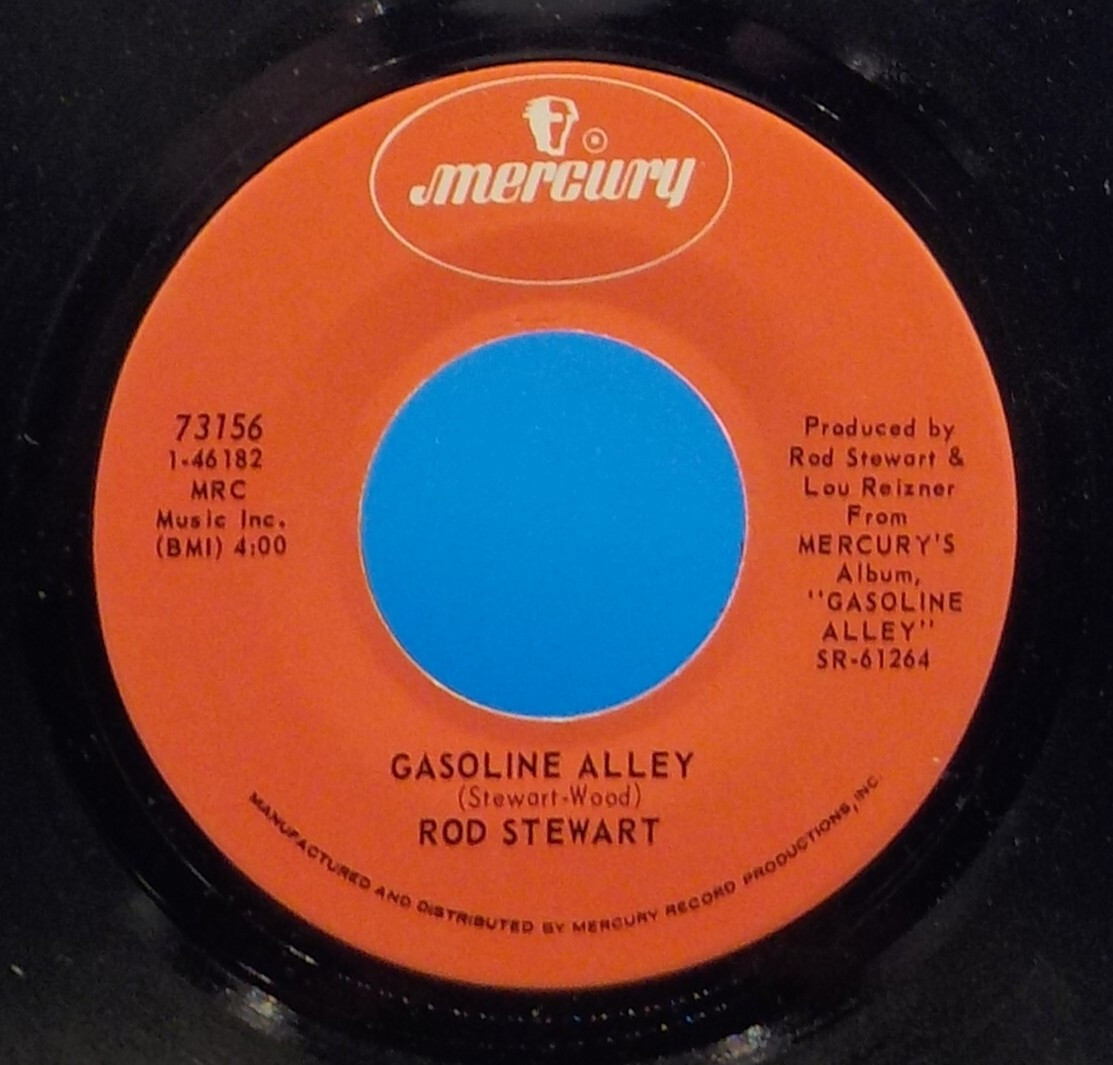 mercury
73156
1-46182
MRC
Music Inc.
(BMI) 4:00
Produced by
Rod Stewart &
Lou Reizner
From
MERCURY'S
Album,
"GASOLINE
ALLEY"
SR-61264
GASOLINE ALLEY
(Stewart-Wood)
ROD STEWART
MANUFACTURED AND DISTRIBUTED BY MERCURY RECORD PRODUCTIONS, INC.